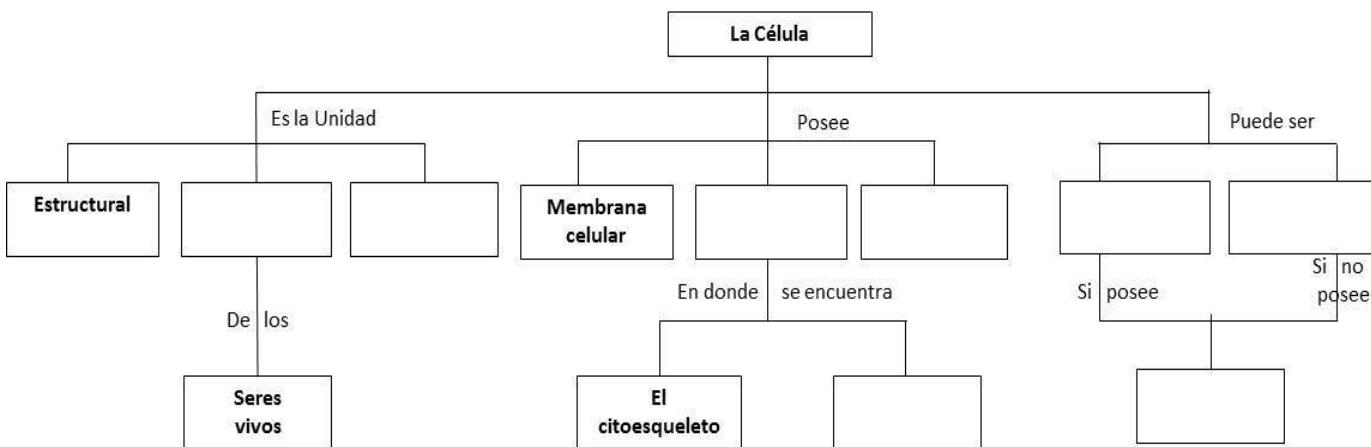 La Célula
Es la Unidad
Posee
Puede ser
Estructural
Membrana
celular
En donde se encuentra
Si posee
Si no
posee
De los
Seres
vivos
El
citoesqueleto